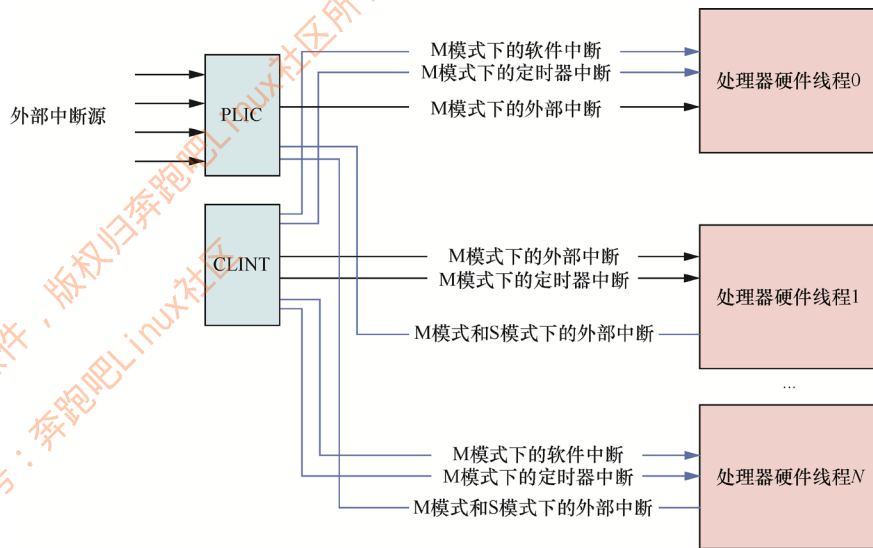 M模式下的软件中断
M模式下的定时器中断
M模式下的外部中断
处理器硬件线程0
外部中断源
PLIC
CLINT
M模式下的外部中断
M模式下的定时器中断
M模式和S模式下的外部中断
处理器硬件线程1
...
M模式下的软件中断
M模式下的定时器中断
M模式和S模式下的外部中断
处理器硬件线程N
件，版权归奔跑吧Linux社区所
号：奔跑吧Linux社区